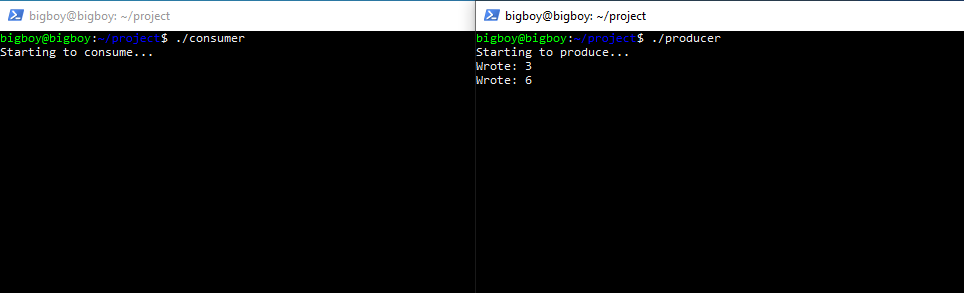 bigboy@bigboy: ~/project
bigboy@bigboy:~/project$ ./consumer
Starting to consume...
bigboy@bigboy: ~/project
bigboy@bigboy:~/project$ ./producer
Starting to produce...
Wrote: 3
Wrote: 6